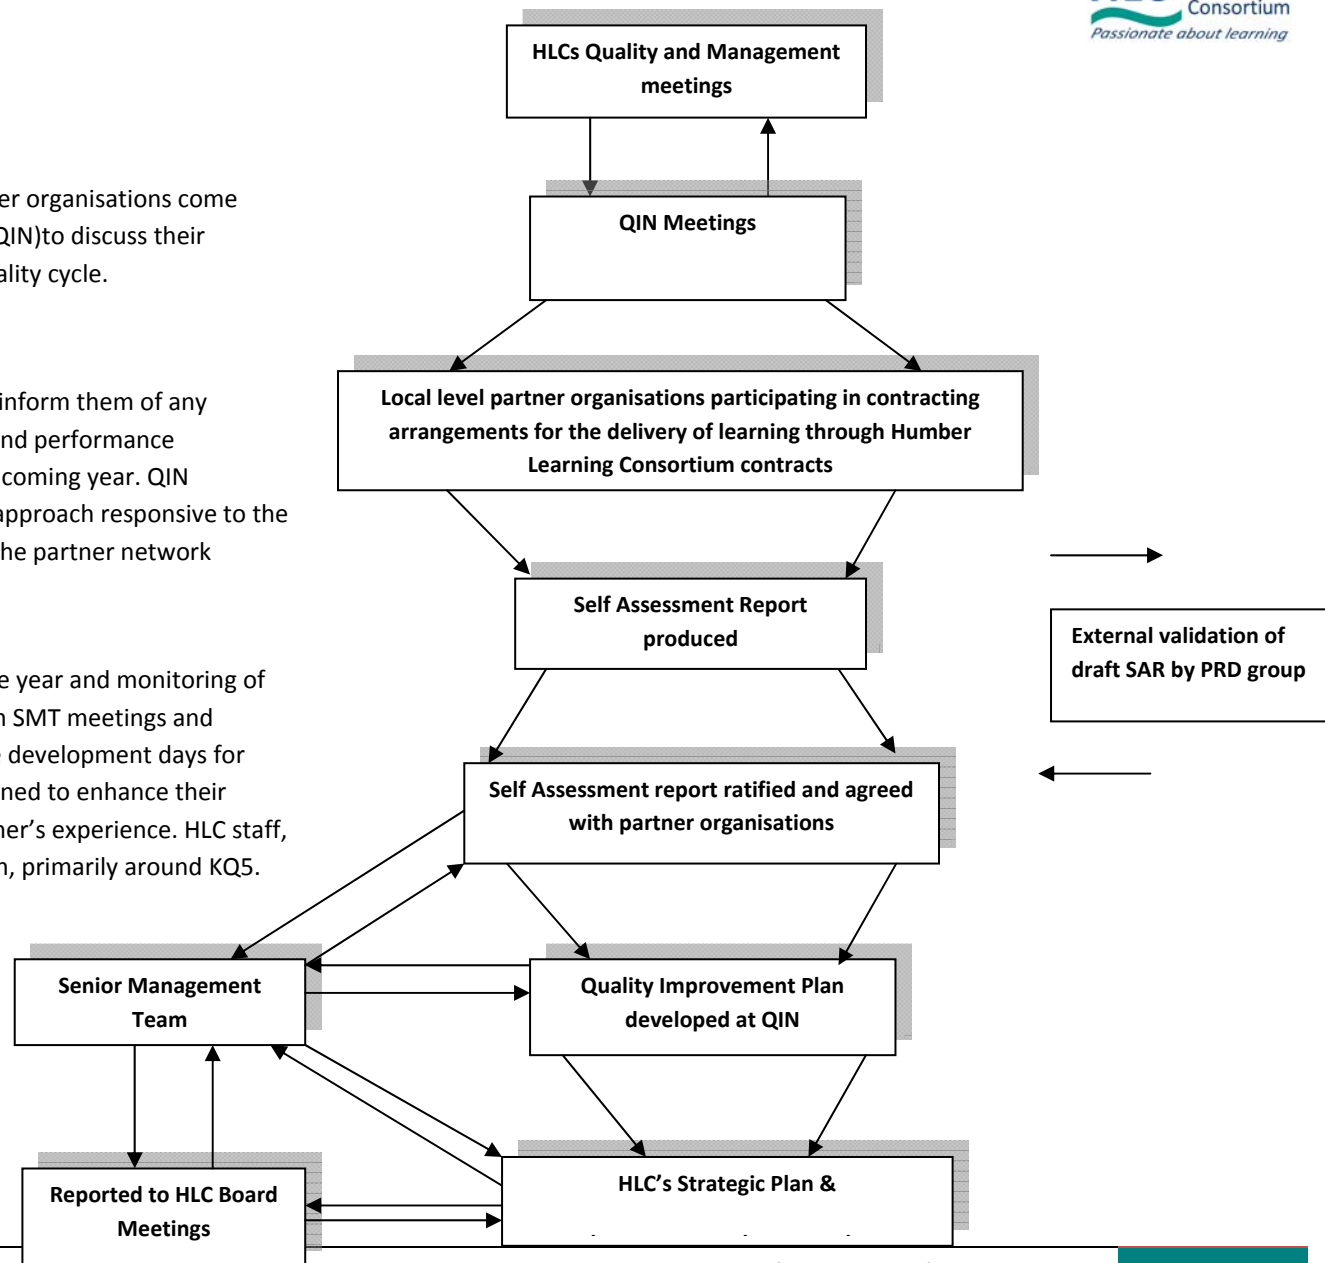 Consortium
Passionate about learning
HLCs Quality and Management
meetings
er organisations come
QIN)to discuss their
ality cycle.
QIN Meetings
inform them of any
nd performance
coming year. QIN
approach responsive to the
he partner network
Local level partner organisations participating in contracting
arrangements for the delivery of learning through Humber
Learning Consortium contracts
Self Assessment Report
produced
External validation of
draft SAR by PRD group
e year and monitoring of
n SMT meetings and
e development days for
ned to enhance their
ner's experience. HLC staff,
n, primarily around KQ5.
Self Assessment report ratified and agreed
with partner organisations
Senior Management
Team
Quality Improvement Plan
developed at QIN
Reported to HLC Board
Meetings
HLC's Strategic Plan &